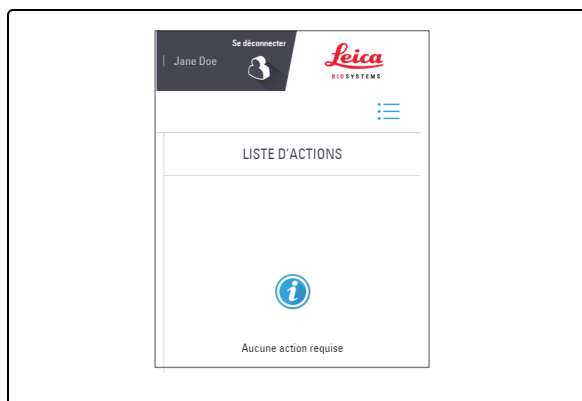 Se déconnecter
| Jane Doe
Leica
BIOSYSTEMS
LISTE D'ACTIONS
i
Aucune action requise